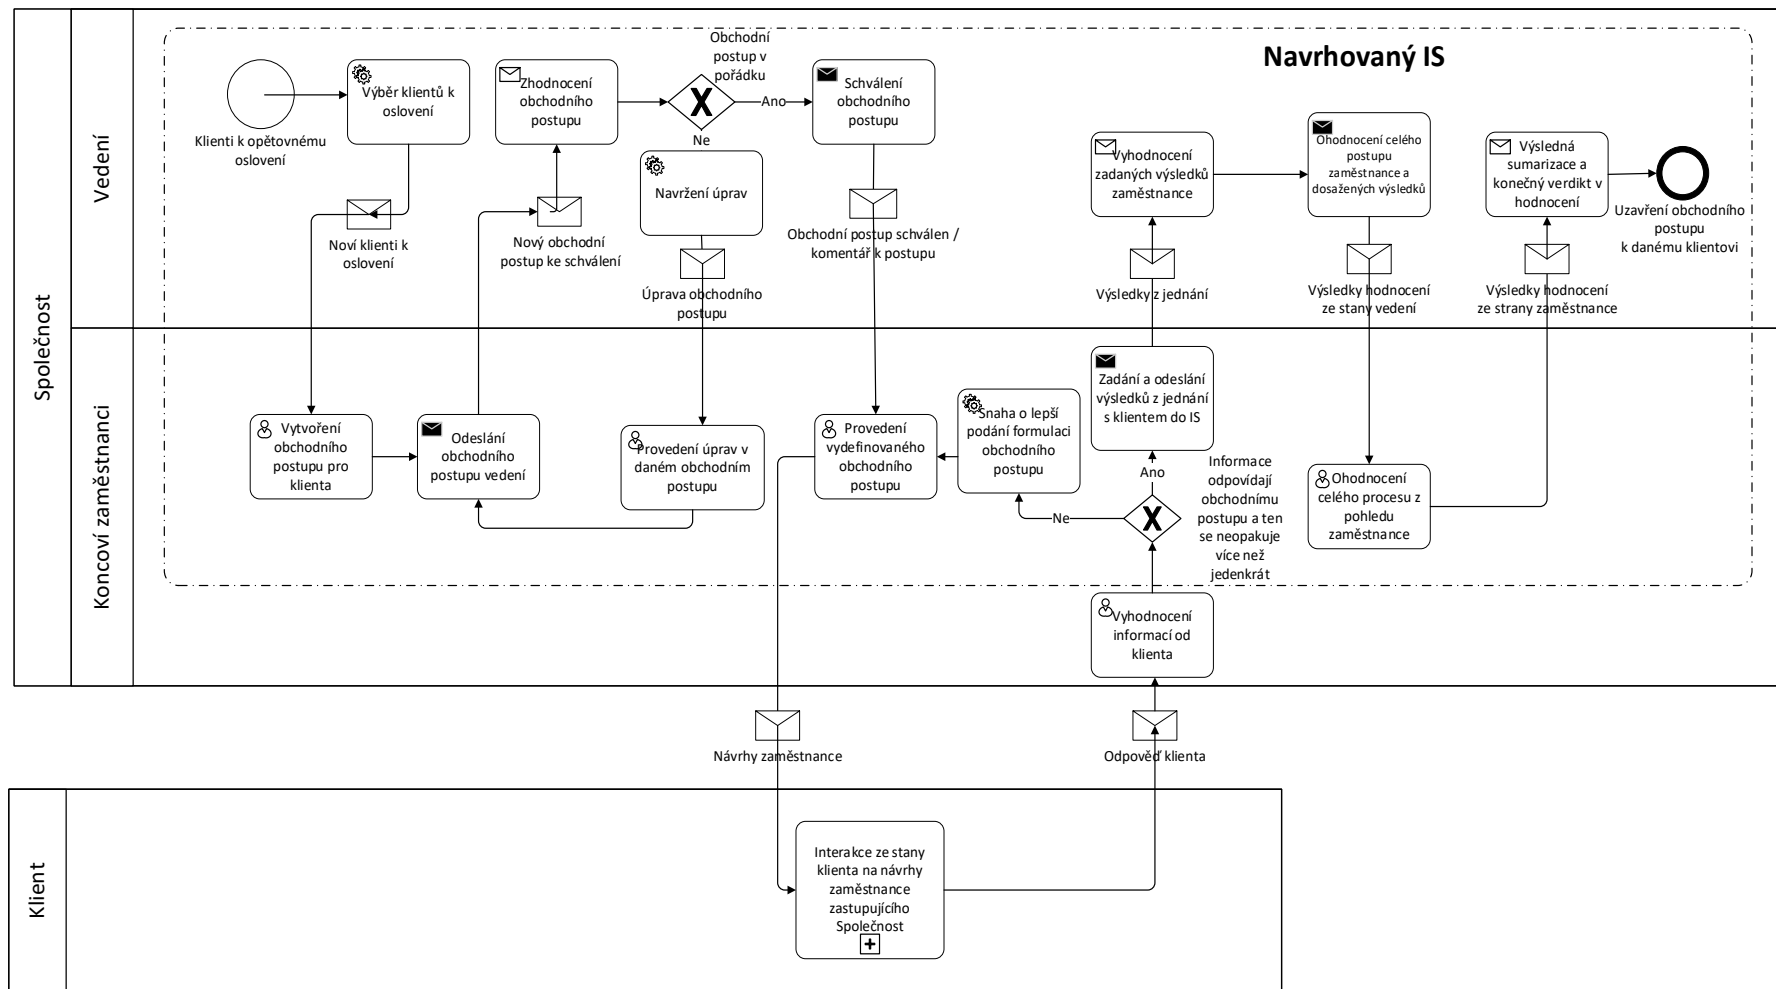 Společnost
Vedení
Koncoví zaměstnanci
Klient
Navrhovaný IS
Klienti k opětovnému
oslovení
Výběr klientů k
oslovení
Noví klienti k
oslovení
Zhodnocení
obchodního
postupu
Nový obchodní
postup ke schválení
Obchodní
postup v
pořádku
Ano
Ne
Navržení úprav
Úprava obchodního
postupu
Schválení
obchodního
postupu
Obchodní postup schválen /
komentář k postupu
Vyhodnocení
zadaných výsledků
zaměstnance
Výsledky z jednání
Ohodnocení celého
postupu
zaměstnance a
dosažených výsledků
Výsledky hodnocení
ze stany vedení
Výsledná
sumarizace a
konečný verdikt v
hodnocení
Výsledky hodnocení
ze strany zaměstnance
Uzavření obchodního
postupu
k danému klientovi
Vytvoření
obchodního
postupu pro
klienta
Odeslání
obchodního
postupu vedení
Provedení úprav v
daném obchodním
postupu
Provedení
vydefinovaného
obchodního
postupu
Snaha o lepší
podání formulaci
obchodního
postupu
Zadání a odeslání
výsledků z jednání
s klientem do IS
Ano
Ne
Informace
odpovídají
obchodnímu
postupu a ten
se neopakuje
více než
jedenkrát
Ohodnocení
celého procesu z
pohledu
zaměstnance
Vyhodnocení
informací od
klienta
Návrhy zaměstnance
Odpověď klienta
Interakce ze stany
klienta na návrhy
zaměstnance
zastupujícího
Společnost